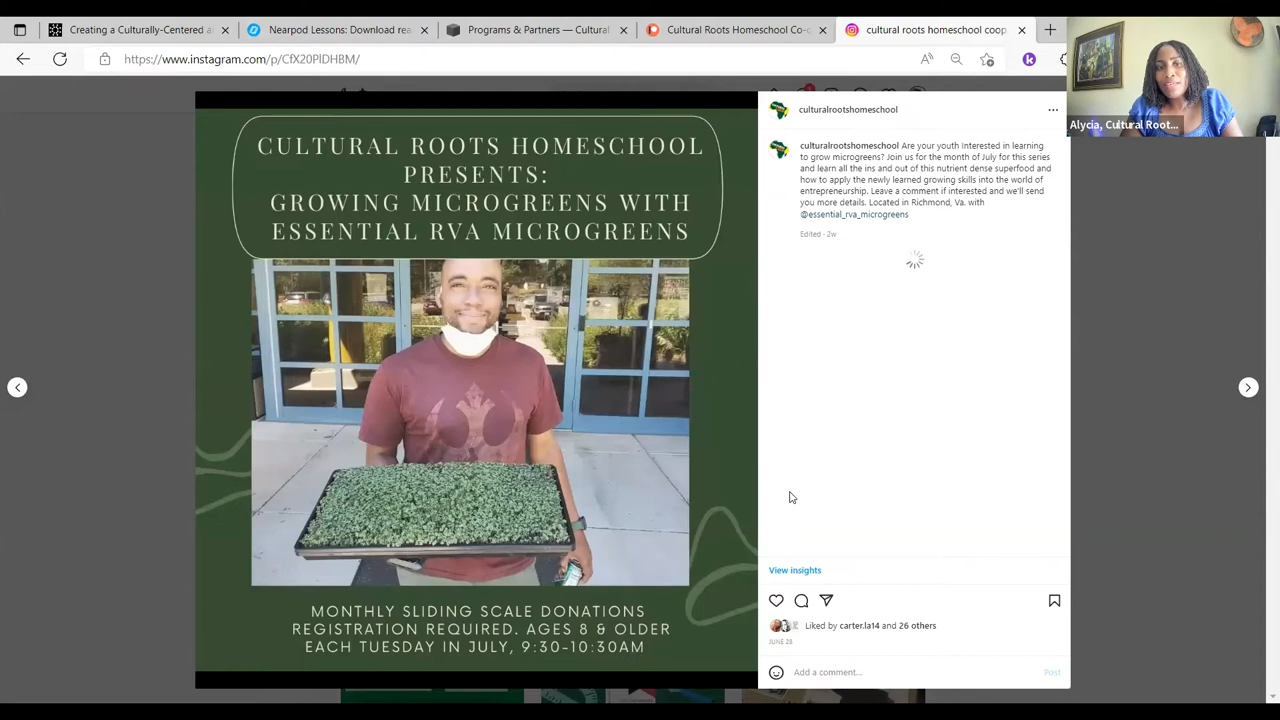 Creating a Culturally-Centered a
Nearpod Lessons: Download rea
Programs & Partners — Cultural
Cultural Roots Homeschool Co-o
cultural roots homeschool coop
https://www.instagram.com/p/CfX20PlDHBM/
Alycia, Cultural Root...
CULTURAL ROOTS HOMESCHOOL
PRESENTS:
GROWING MICROGREENS WITH
ESSENTIAL RVA MICROGREENS
MONTHLY SLIDING SCALE DONATIONS
REGISTRATION REQUIRED. AGES 8 & OLDER
EACH TUESDAY IN JULY, 9:30-10:30AM
culturalrootshomeschool
culturalrootshomeschool Are your youth Interested in learning
to grow microgreens? Join us for the month of July for this series
and learn all the ins and out of this nutrient dense superfood and
how to apply the newly learned growing skills into the world of
entrepreneurship. Leave a comment if interested and we'll send
you more details. Located in Richmond, Va. with
@essential_rva_microgreens
Edited · 2w
View insights
Liked by carter.la14 and 26 others
JUNE 28
Add a comment...
Post